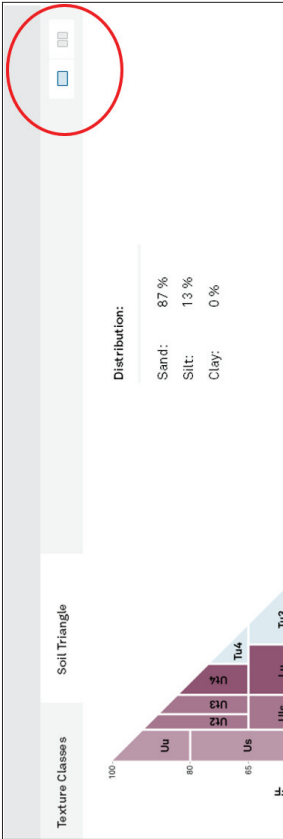 Texture Classes
Soil Triangle
Distribution:
Sand: 87 %
Silt: 13 %
Clay: 0 %
100
80
65
Uu
Us
Ut2
Ut3
Ut4
Uls
Tu4